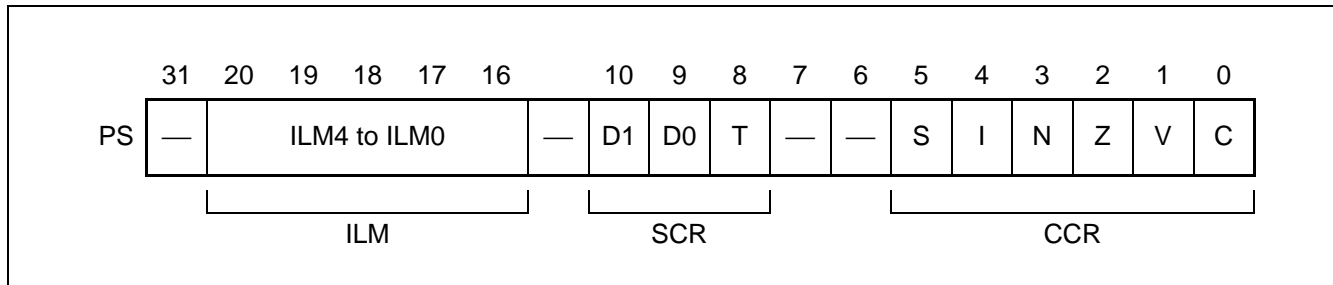 31 20 19 18 17 16 10 9 8 7 6 5 4 3 2 1 0
PS — ILM4 to ILM0 — D1 D0 T — — S I N Z V C
ILM SCR CCR